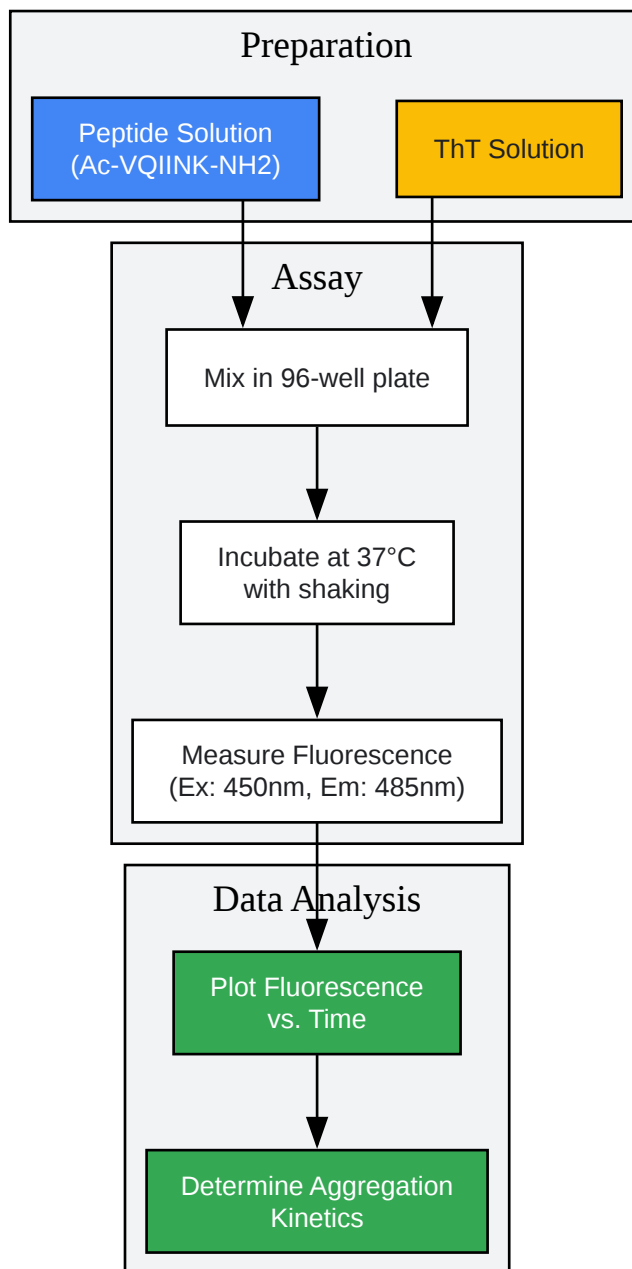 Preparation
Peptide Solution
(Ac-VQIINK-NH2)
ThT Solution
Assay
Mix in 96-well plate
Incubate at 37°C
with shaking
Measure Fluorescence
(Ex: 450nm, Em: 485nm)
Data Analysis
Plot Fluorescence
vs. Time
Determine Aggregation
Kinetics